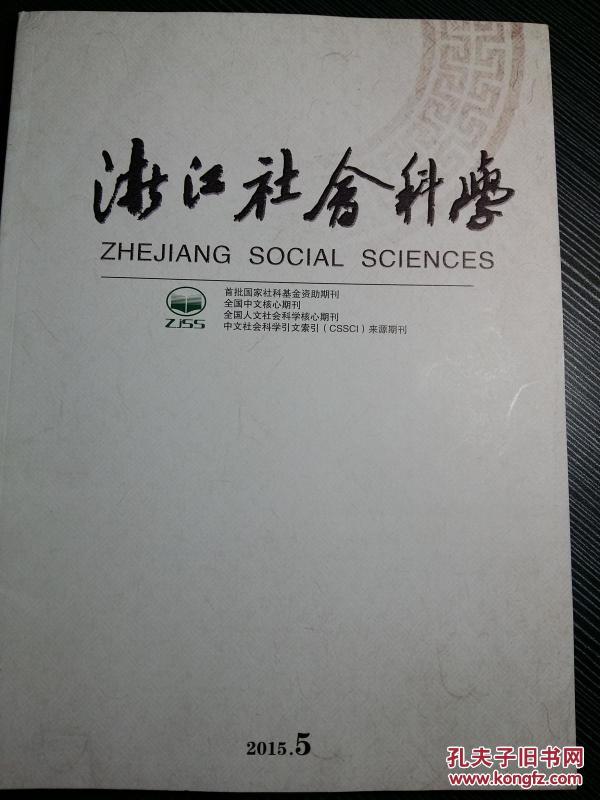 浙江社會科學
ZHEJIANG SOCIAL SCIENCES
ZJSS
首批国家社科基金资助期刊
全国中文核心期刊
全国人文社会科学核心期刊
中文社会科学引文索引（CSSCI）来源期刊
2015.5
孔夫子旧书网
www.kongfz.com